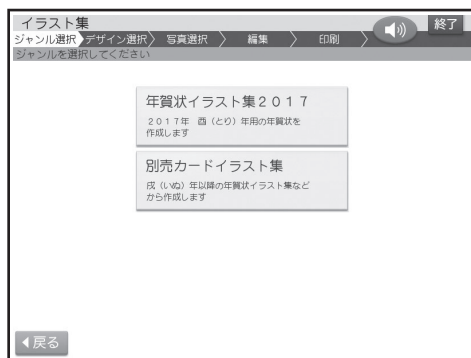 イラスト集
終了
ジャンル選択 デザイン選択 写真選択 編集 印刷
ジャンルを選択してください
年賀状イラスト集2017
2017年 酉(とり)年用の年賀状を
作成します
別売カードイラスト集
戌(いぬ)年以降の年賀状イラスト集など
から作成します
戻る